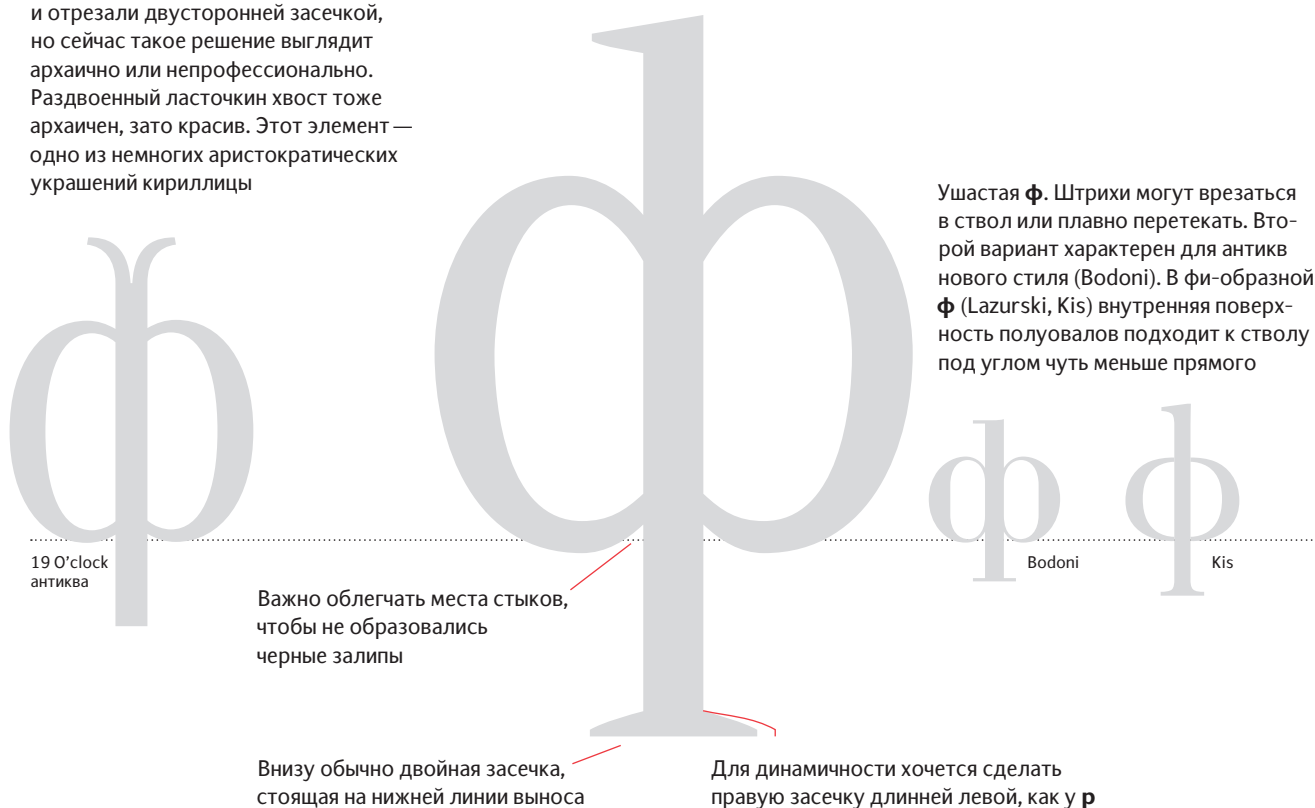 и отрезали двусторонней засечкой,
но сейчас такое решение выглядит
архаично или непрофессионально.
Раздвоенный ласточкин хвост тоже
архаичен, зато красив. Этот элемент —
одно из немногих аристократических
украшений кириллицы
ф
ф
Ушастая ф. Штрихи могут врезаться
в ствол или плавно перетекать. Вто-
рой вариант характерен для антикв
нового стиля (Bodoni). В фи-образной
ф (Lazurski, Kis) внутренняя поверх-
ность полуовалов подходит к стволу
под углом чуть меньше прямого
ф ф
19 O'clock
антиква
Bodoni
Kis
Важно облегчать места стыков,
чтобы не образовались
черные залипы
Внизу обычно двойная засечка,
стоящая на нижней линии выноса
Для динамичности хочется сделать
правую засечку длинней левой, как у р